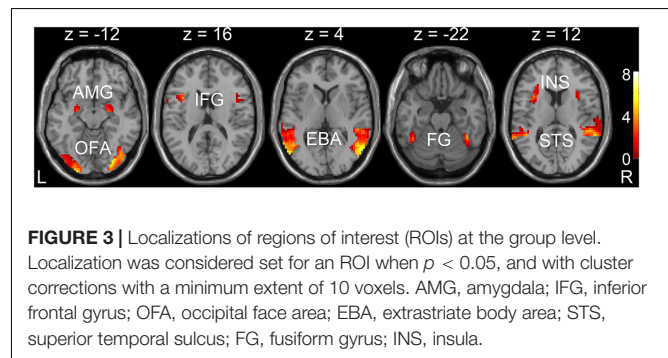 z = -12 z = 16 z = 4 z = -22 z = 12
AMG IFG INS 8
EBA FG STS 4
OFA
L R 0
FIGURE 3 | Localizations of regions of interest (ROIs) at the group level.
Localization was considered set for an ROI when p < 0.05, and with cluster
corrections with a minimum extent of 10 voxels. AMG, amygdala; IFG, inferior
frontal gyrus; OFA, occipital face area; EBA, extrastriate body area; STS,
superior temporal sulcus; FG, fusiform gyrus; INS, insula.